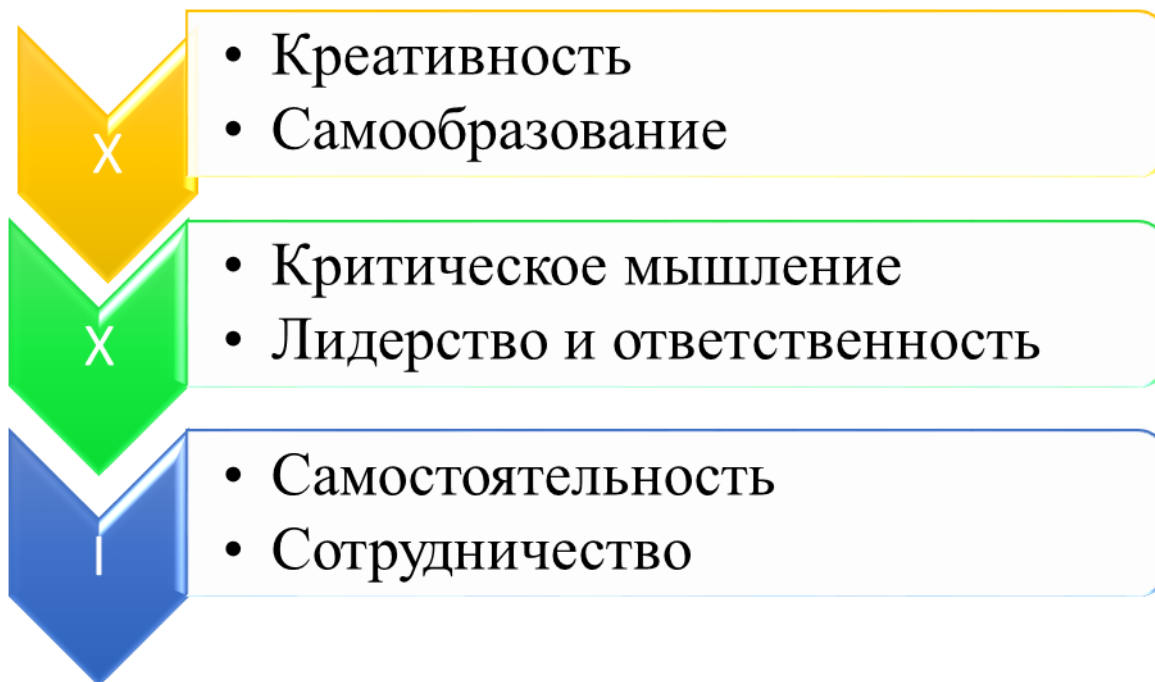 X
• Креативность
• Самообразование
X
• Критическое мышление
• Лидерство и ответственность
I
• Самостоятельность
• Сотрудничество